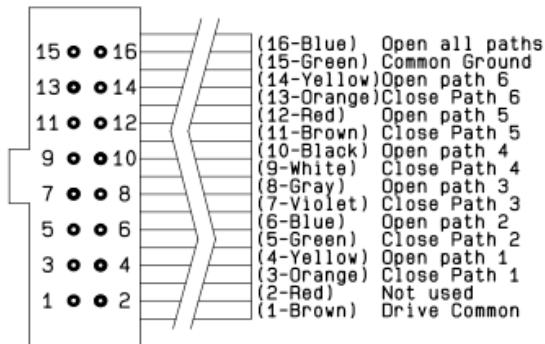 15 16
13 14
11 12
9 10
7 8
5 6
3 4
1 2
(16-Blue) Open all paths
(15-Green) Common Ground
(14-Yellow)Open path 6
(13-Orange)Close Path 6
(12-Red) Open path 5
(11-Brown) Close Path 5
(10-Black) Open path 4
(9-White) Close Path 4
(8-Gray) Open path 3
(7-Violet) Close Path 3
(6-Blue) Open path 2
(5-Green) Close Path 2
(4-Yellow) Open path 1
(3-Orange) Close Path 1
(2-Red) Not used
(1-Brown) Drive Common